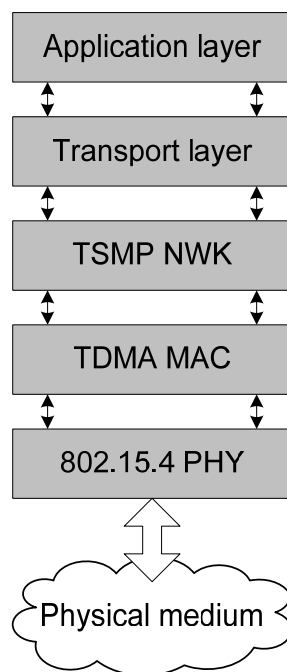 Application layer
Transport layer
TSMP NWK
TDMA MAC
802.15.4 PHY
Physical medium